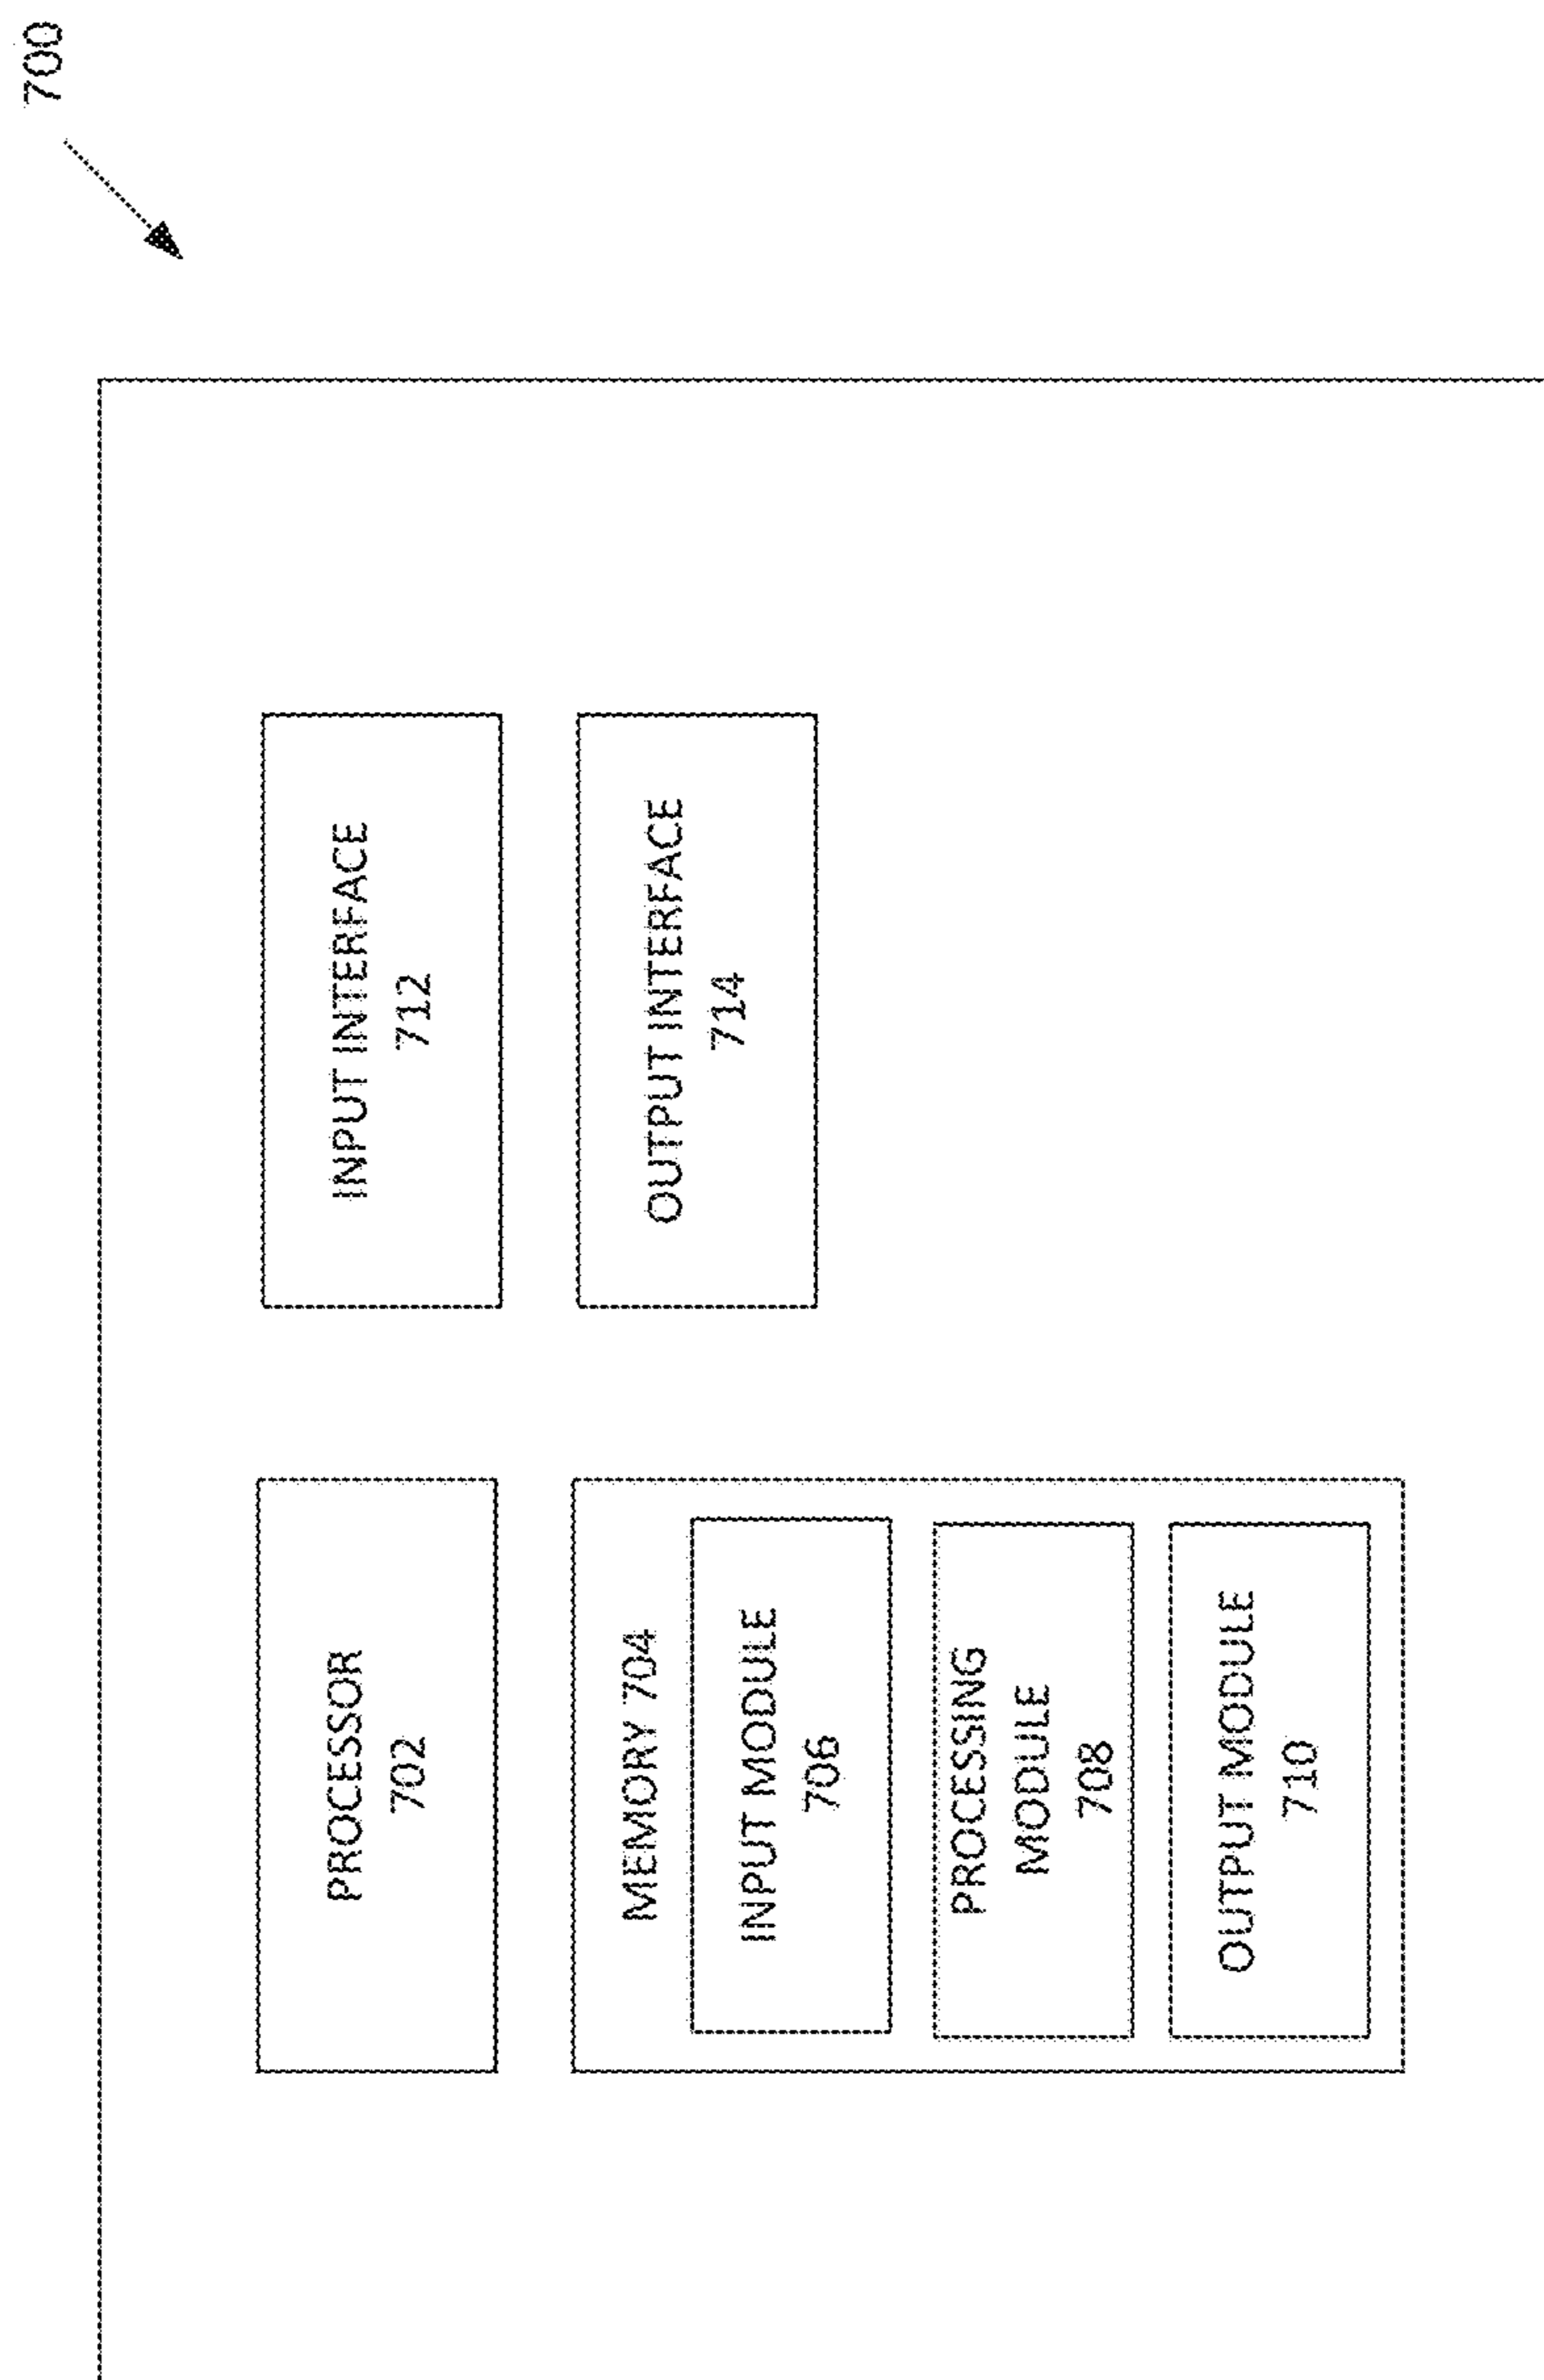 700
PROCESSOR
702
INPUT INTERFACE
712
MEMORY 704
INPUT MODULE
706
PROCESSING
MODULE
708
OUTPUT MODULE
710
OUTPUT INTERFACE
714